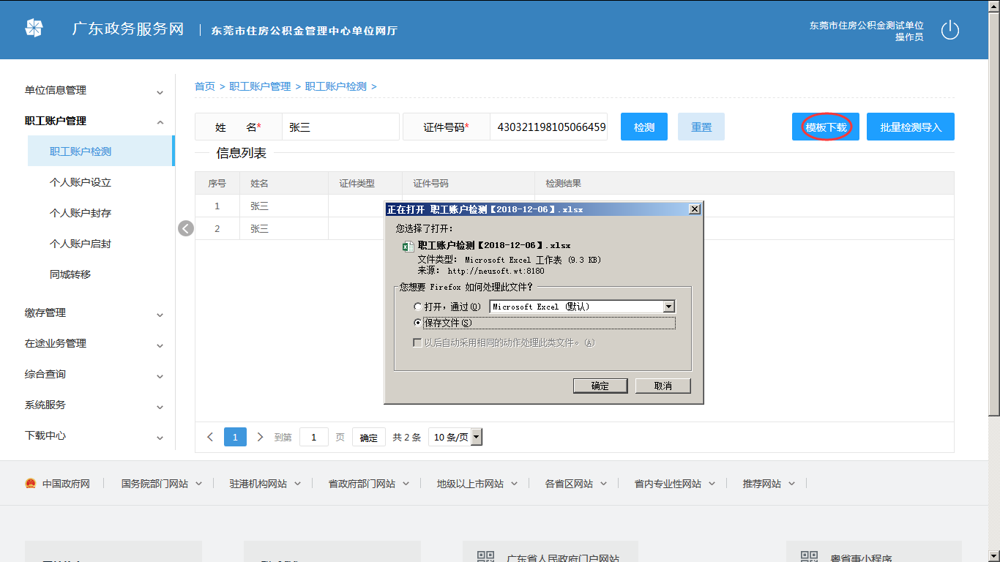 广东政务服务网
东莞市住房公积金管理中心单位网厅
东莞市住房公积金测试单位
操作员
单位信息管理
职工账户管理
职工账户检测
个人账户设立
个人账户封存
个人账户启封
同城转移
缴存管理
在途业务管理
综合查询
系统服务
下载中心
首页 > 职工账户管理 > 职工账户检测 >
姓 名* 张三 证件号码* 430321198105066459 检测 重置 模板下载 批量检测导入
信息列表
序号 姓名 证件类型 证件号码 检测结果
1 张三
2 张三
正在打开 职工账户检测【2018-12-06】.xlsx
您选择了打开:
职工账户检测【2018-12-06】.xlsx
文件类型: Microsoft Excel 工作表 (9.3 KB)
来源: http://neusoft.wt:8180
您想要 Firefox 如何处理此文件?
打开，通过(O) Microsoft Excel (默认)
保存文件(S)
以后自动采用相同的动作处理此类文件。(A)
确定 取消
1 到第 1 页 确定 共 2 条 10 条/页
中国政府网 国务院部门网站 驻港机构网站 省政府部门网站 地级以上市网站 各省区网站 省内专业性网站 推荐网站
广东省人民政府门户网站 粤省事小程序